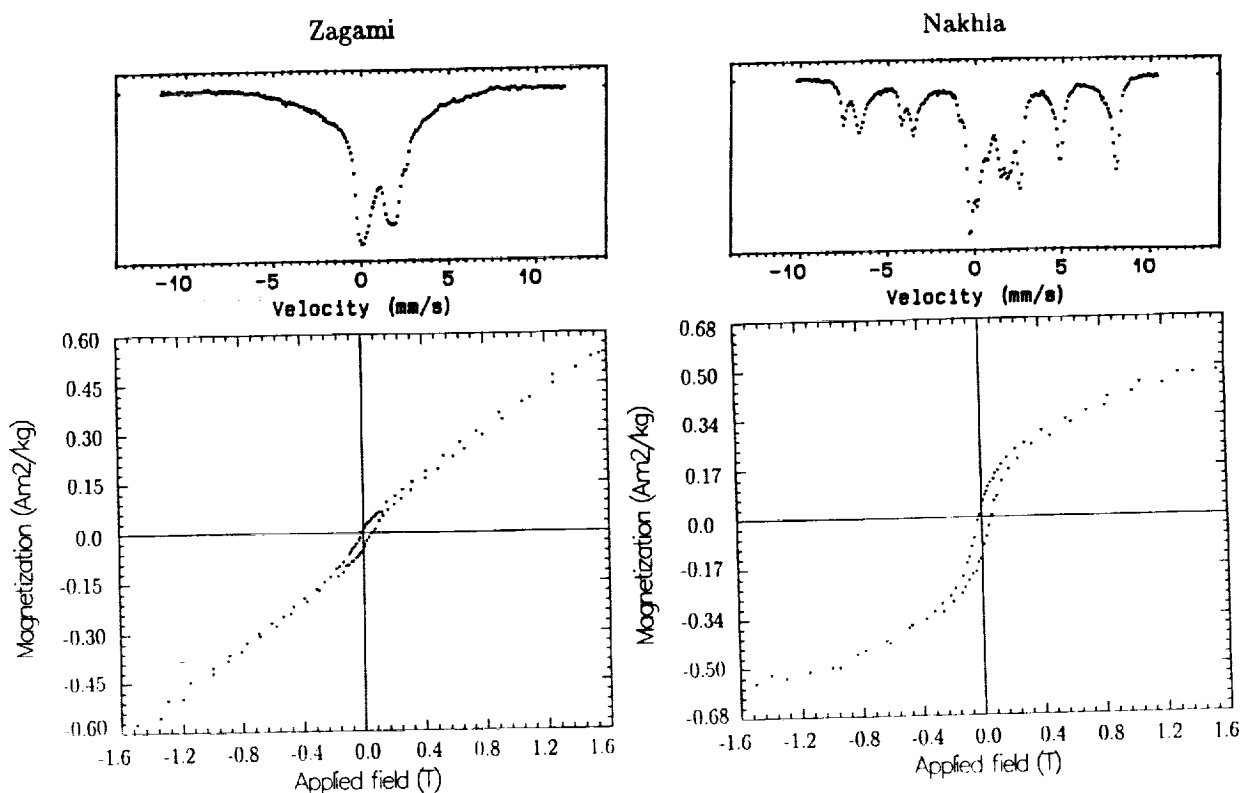 Zagami
Nakhla
-10 -5 0 5 10
Velocity (mm/s)
-10 -5 0 5 10
Velocity (mm/s)
0.60
0.45
0.30
0.15
0.0
-0.15
-0.30
-0.45
-0.60
Magnetization (Am2/kg)
-1.6 -1.2 -0.8 -0.4 0.0 0.4 0.8 1.2 1.6
Applied field (T)
0.68
0.50
0.34
0.17
0.0
-0.17
-0.34
-0.50
-0.68
Magnetization (Am2/kg)
-1.6 -1.2 -0.8 -0.4 0.0 0.4 0.8 1.2 1.6
Applied field (T)